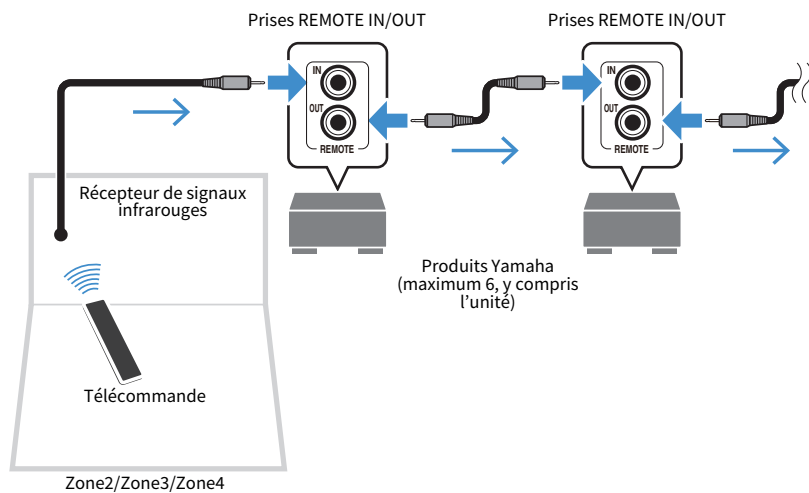 Prises REMOTE IN/OUT
Prises REMOTE IN/OUT
IN
OUT
REMOTE
IN
OUT
REMOTE
Récepteur de signaux
infrarouges
Produits Yamaha
(maximum 6, y compris
l’unité)
Télécommande
Zone2/Zone3/Zone4